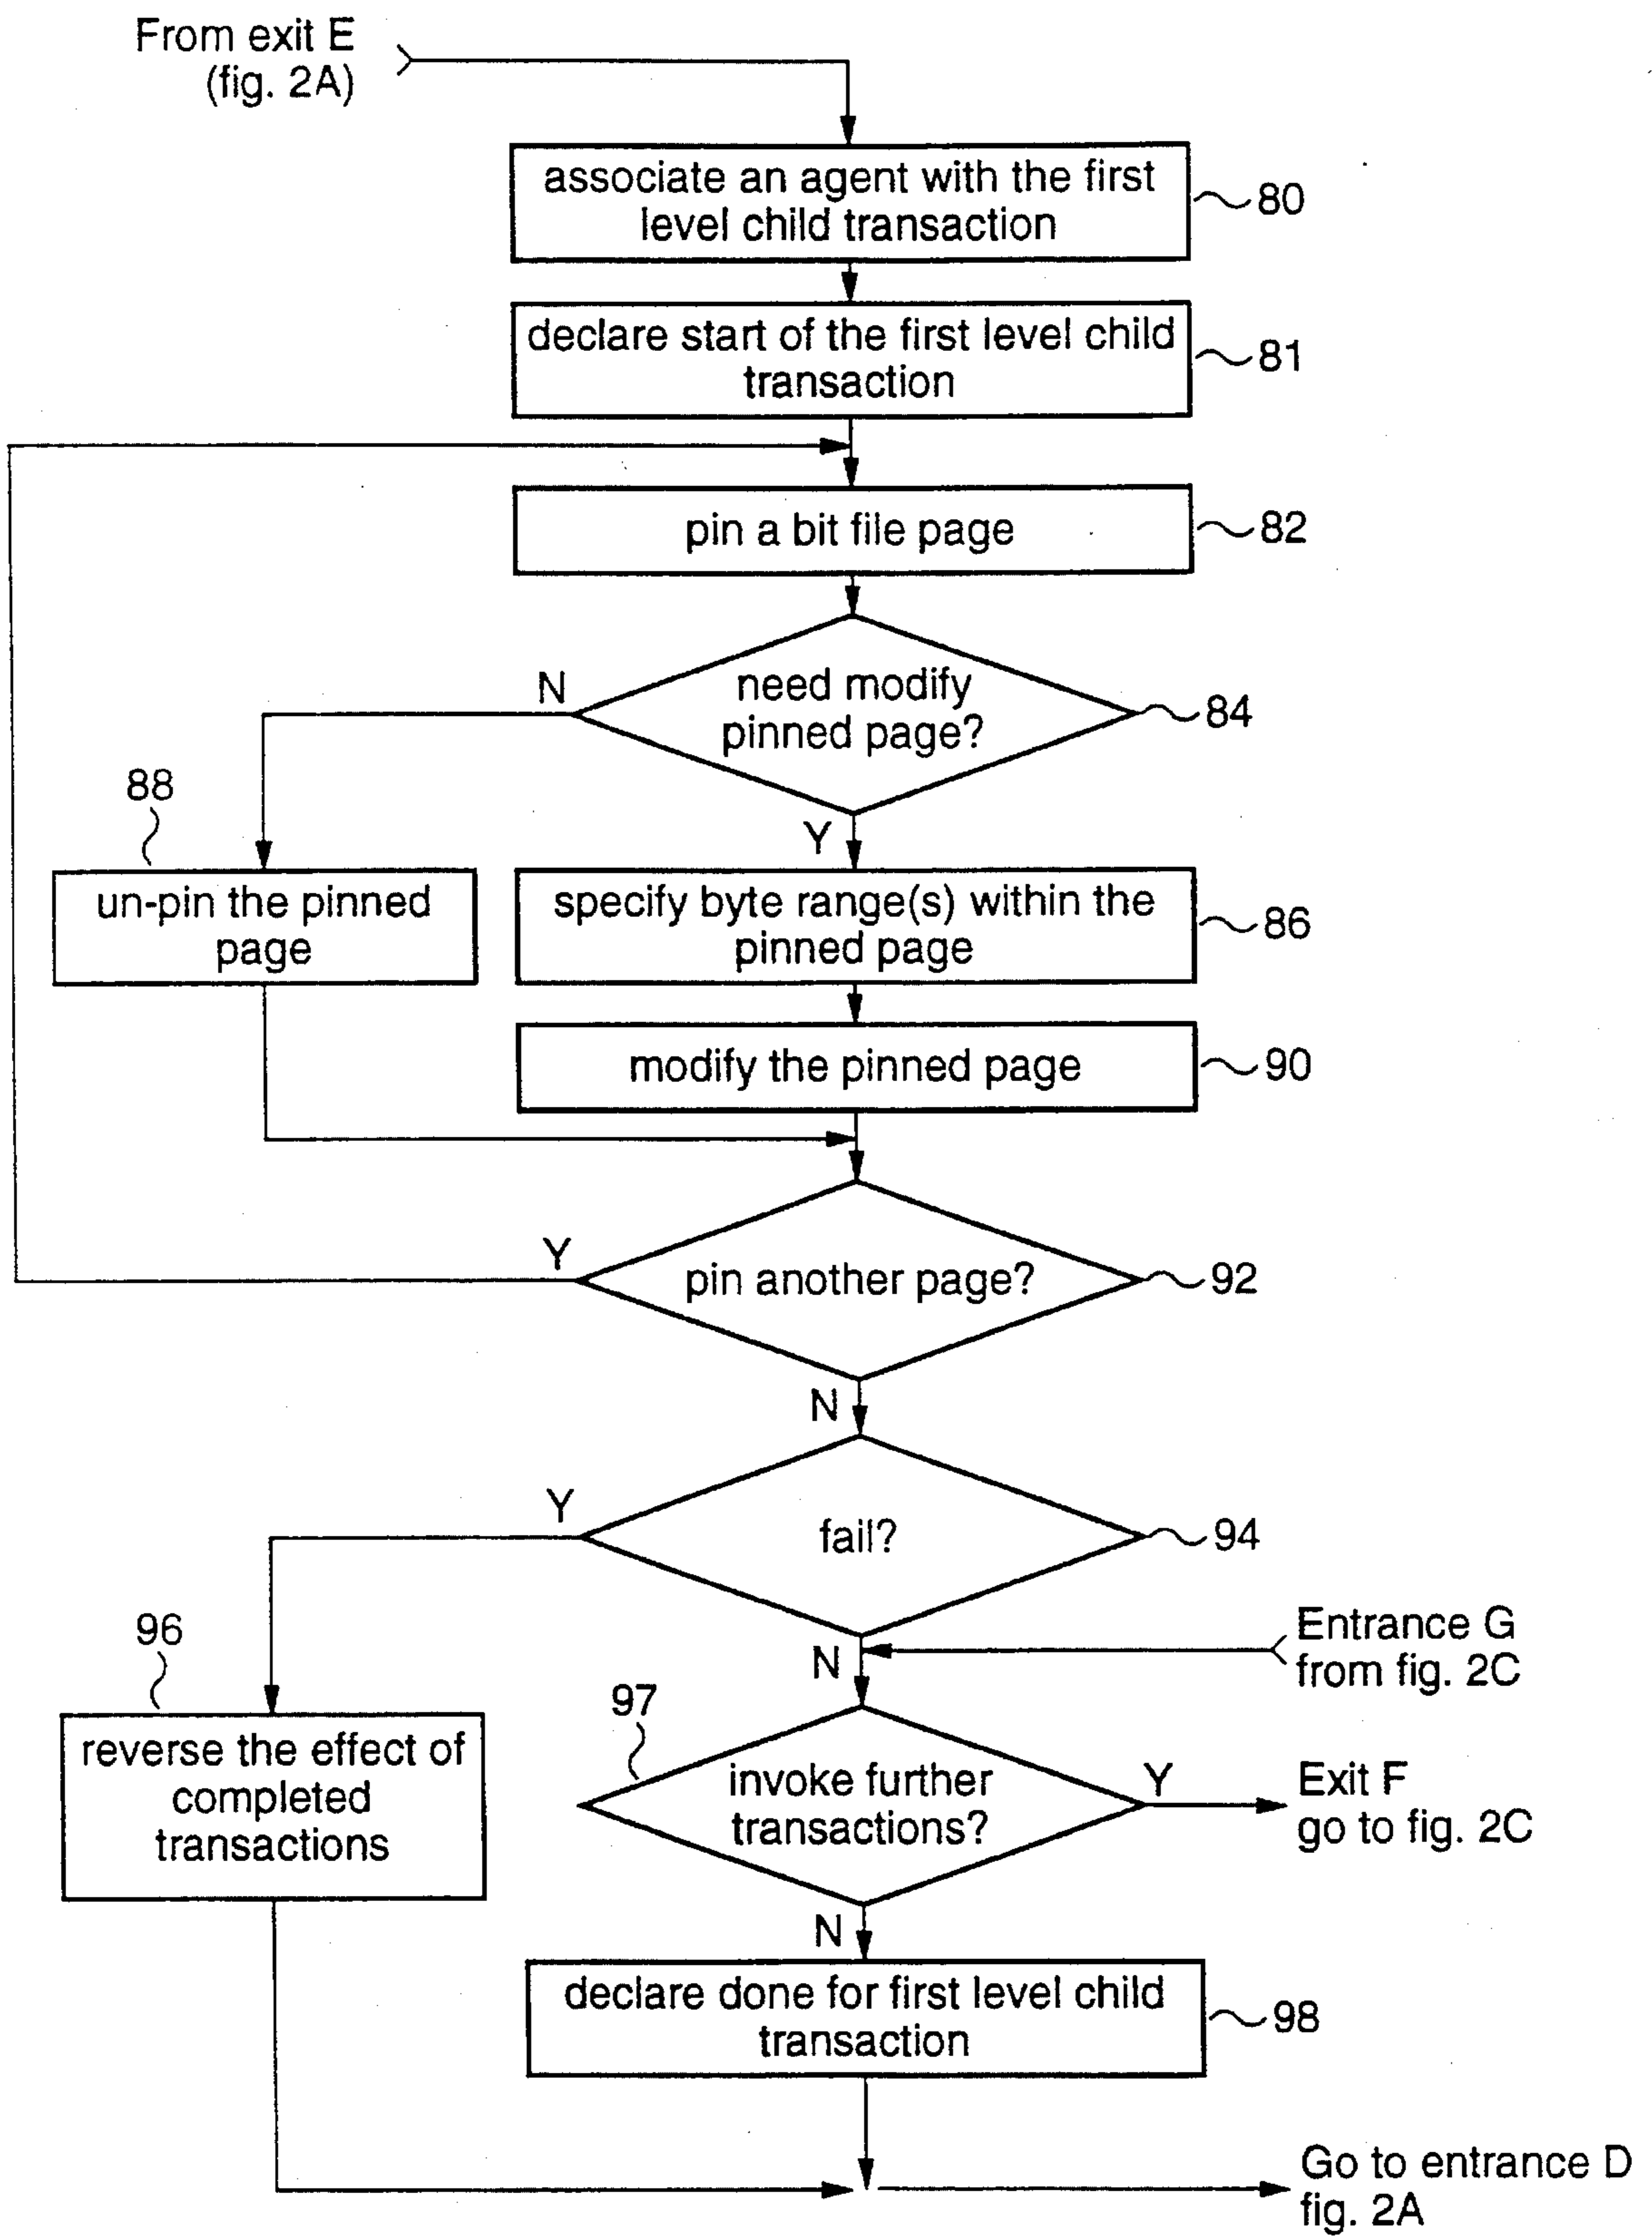 From exit E
(fig. 2A)
associate an agent with the first
level child transaction
80
declare start of the first level child
transaction
81
pin a bit file page
82
N
need modify
pinned page?
84
88
Y
un-pin the pinned
page
specify byte range(s) within the
pinned page
86
modify the pinned page
90
Y
pin another page?
92
N
Y
fail?
94
96
N
Entrance G
from fig. 2C
97
reverse the effect of
completed
transactions
invoke further
transactions?
Y
Exit F
go to fig. 2C
N
declare done for first level child
transaction
98
Go to entrance D
fig. 2A